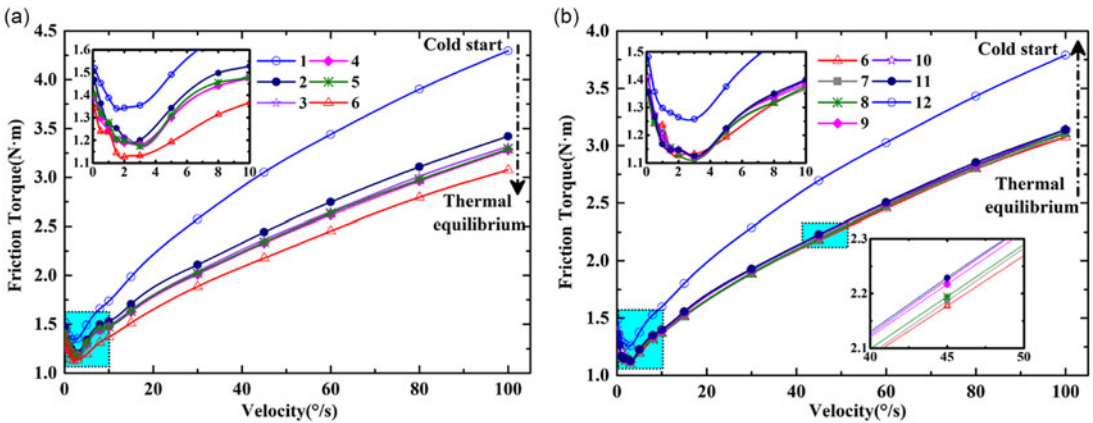 (a)
4.5
4.0
3.5
3.0
2.5
2.0
1.5
1.0
Friction Torque(N·m)
0 20 40 60 80 100
Velocity(°/s)
1.6
1.5
1.4
1.3
1.2
1.1
0 2 4 6 8 10
1 4
2 5
3 6
Cold start
Thermal
equilibrium
(b)
4.0
3.5
3.0
2.5
2.0
1.5
1.0
Friction Torque(N·m)
0 20 40 60 80 100
Velocity(°/s)
1.5
1.4
1.3
1.2
1.1
0 2 4 6 8 10
6 10
7 11
8 12
9
Cold start
Thermal
equilibrium
2.3
2.2
2.1
40 45 50